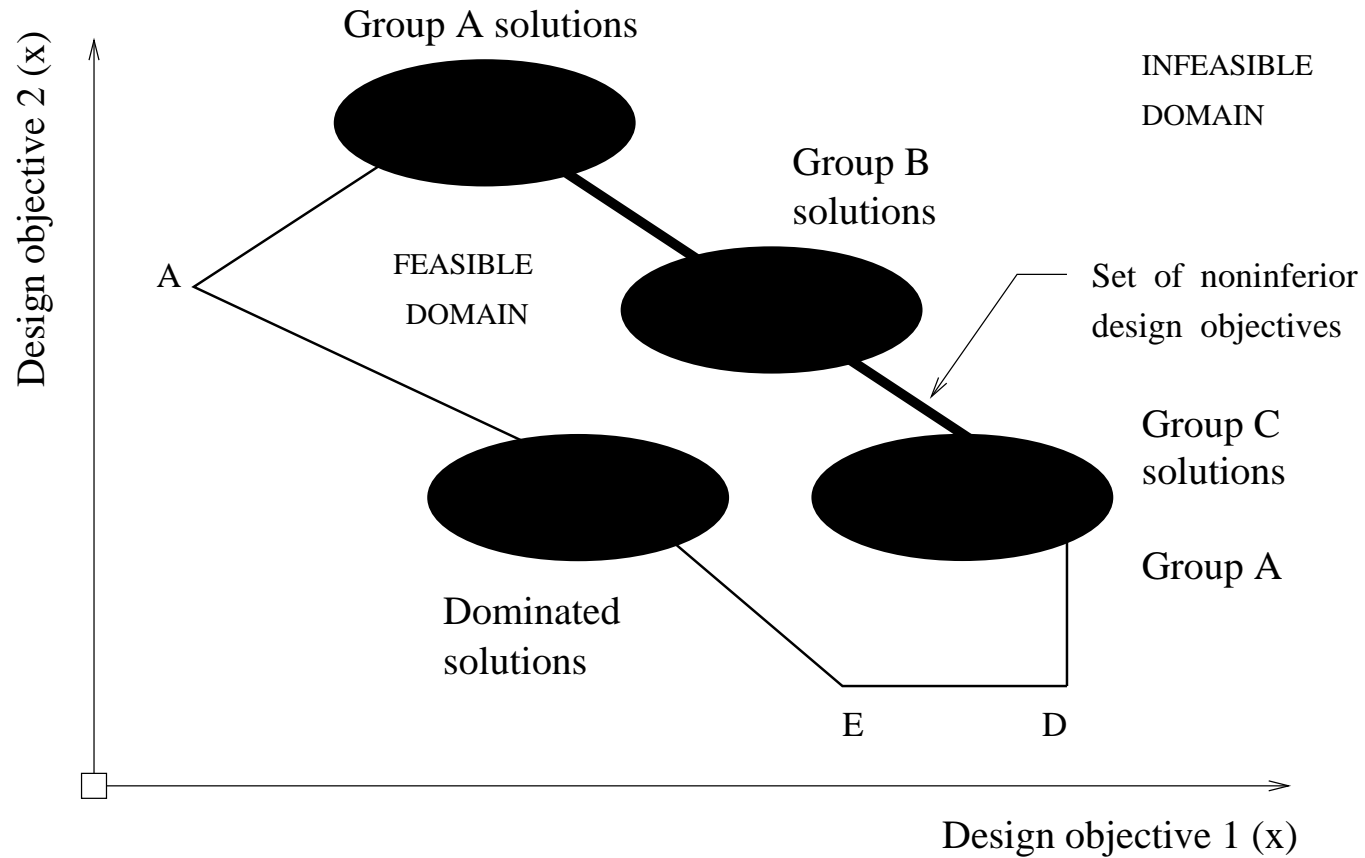 Group A solutions
Design objective 2 (x)
INFEASIBLE
DOMAIN
Group B
solutions
A
FEASIBLE
DOMAIN
Set of noninferior
design objectives
Group C
solutions
Group A
Dominated
solutions
E
D
Design objective 1 (x)